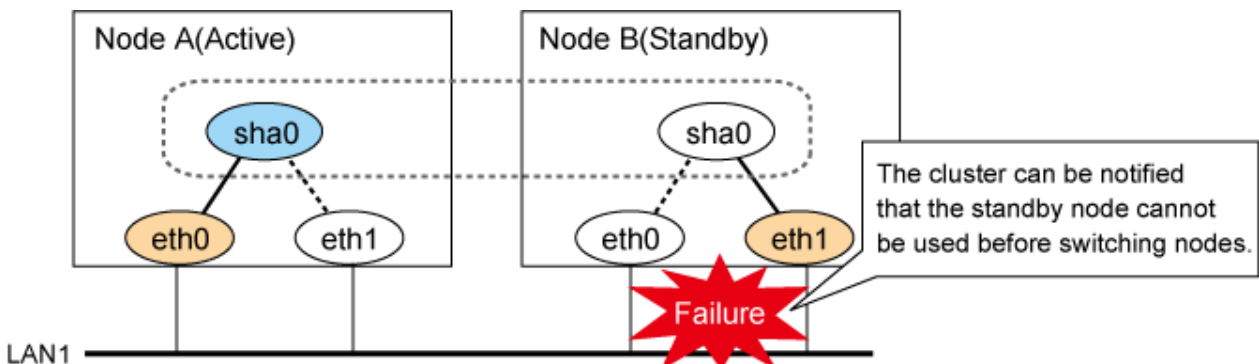 Node A(Active)
Node B(Standby)
sha0
sha0
The cluster can be notified
that the standby node cannot
be used before switching nodes.
eth0
eth1
eth0
eth1
Failure
LAN1